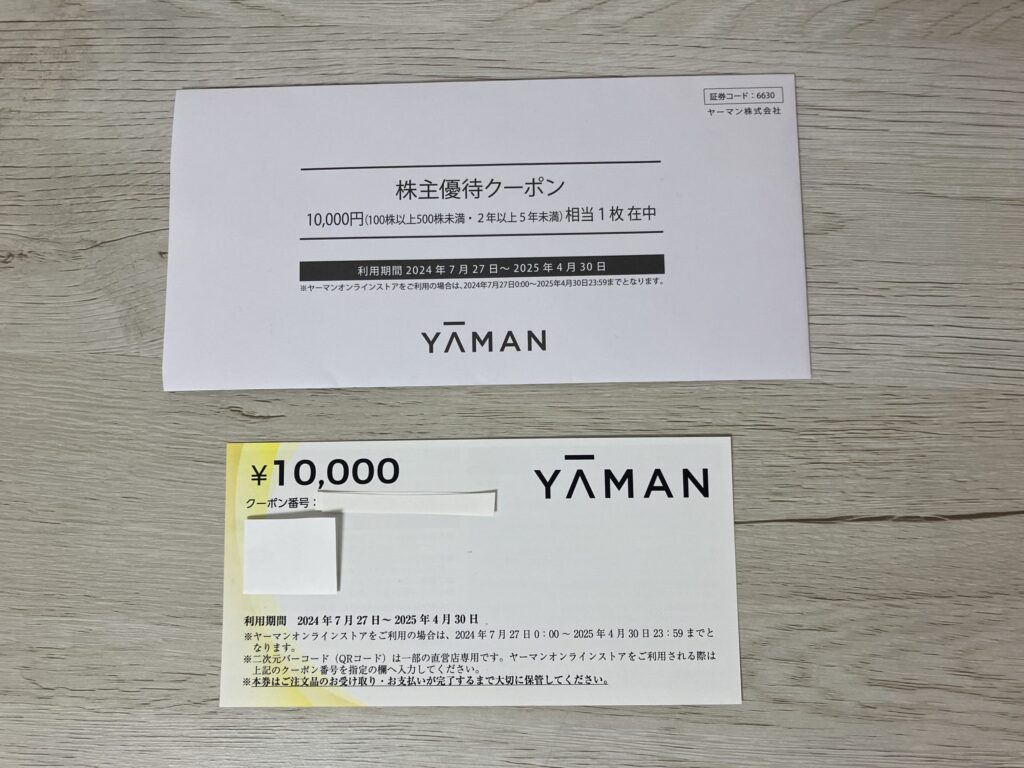 証券コード：6630
ヤーマン株式会社
株主優待クーポン
10,000円(100株以上500株未満・２年以上５年未満)相当１枚在中
利用期間 2024年7月27日～2025年4月30日
※ヤーマンオンラインストアをご利用の場合は、2024年7月27日0:00～2025年4月30日23:59までとなります。
YĀMAN
¥10,000
YĀMAN
クーポン番号：
利用期間　2024年7月27日～2025年4月30日
※ヤーマンオンラインストアをご利用の場合は、2024年7月27日0：00～2025年4月30日23：59までと
なります。
※二次元バーコード（QRコード）は一部の直営店専用です。ヤーマンオンラインストアをご利用される際は
上記のクーポン番号を指定の欄へ入力してください。
※本券はご注文品のお受け取り・お支払いが完了するまで大切に保管してください。